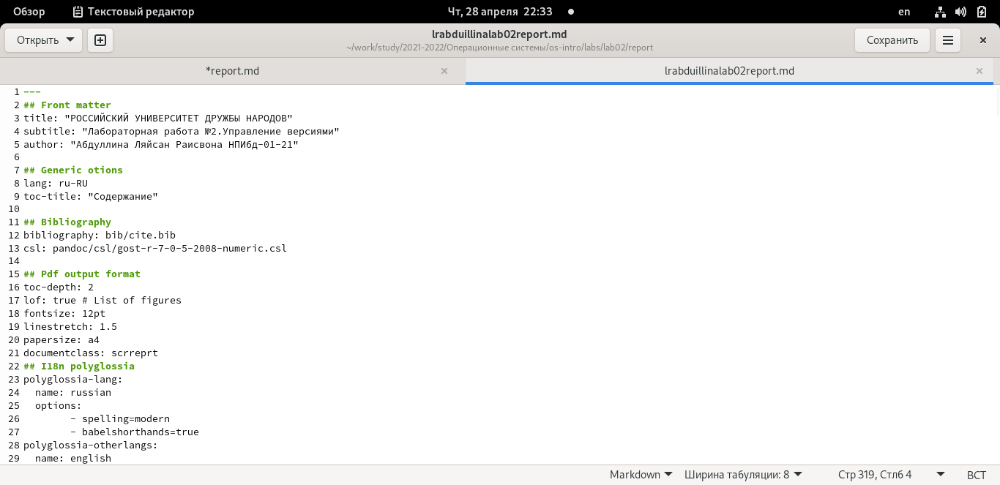 Обзор Текстовый редактор Чт, 28 апреля 22:33 en
Открыть lrabduillinalab02report.md Сохранить
~/work/study/2021-2022/Операционные системы/os-intro/labs/lab02/report
*report.md lrabduillinalab02report.md
1 ---
2 ## Front matter
3 title: "РОССИЙСКИЙ УНИВЕРСИТЕТ ДРУЖБЫ НАРОДОВ"
4 subtitle: "Лабораторная работа №2.Управление версиями"
5 author: "Абдуллина Ляйсан Раисвона НПИбд-01-21"
6
7 ## Generic otions
8 lang: ru-RU
9 toc-title: "Содержание"
10
11 ## Bibliography
12 bibliography: bib/cite.bib
13 csl: pandoc/csl/gost-r-7-0-5-2008-numeric.csl
14
15 ## Pdf output format
16 toc-depth: 2
17 lof: true # List of figures
18 fontsize: 12pt
19 linestretch: 1.5
20 papersize: a4
21 documentclass: scrreprt
22 ## I18n polyglossia
23 polyglossia-lang:
24   name: russian
25   options:
26         - spelling=modern
27         - babelshorthands=true
28 polyglossia-otherlangs:
29   name: english
Markdown Ширина табуляции: 8 Стр 319, Стлб 4 ВСТ